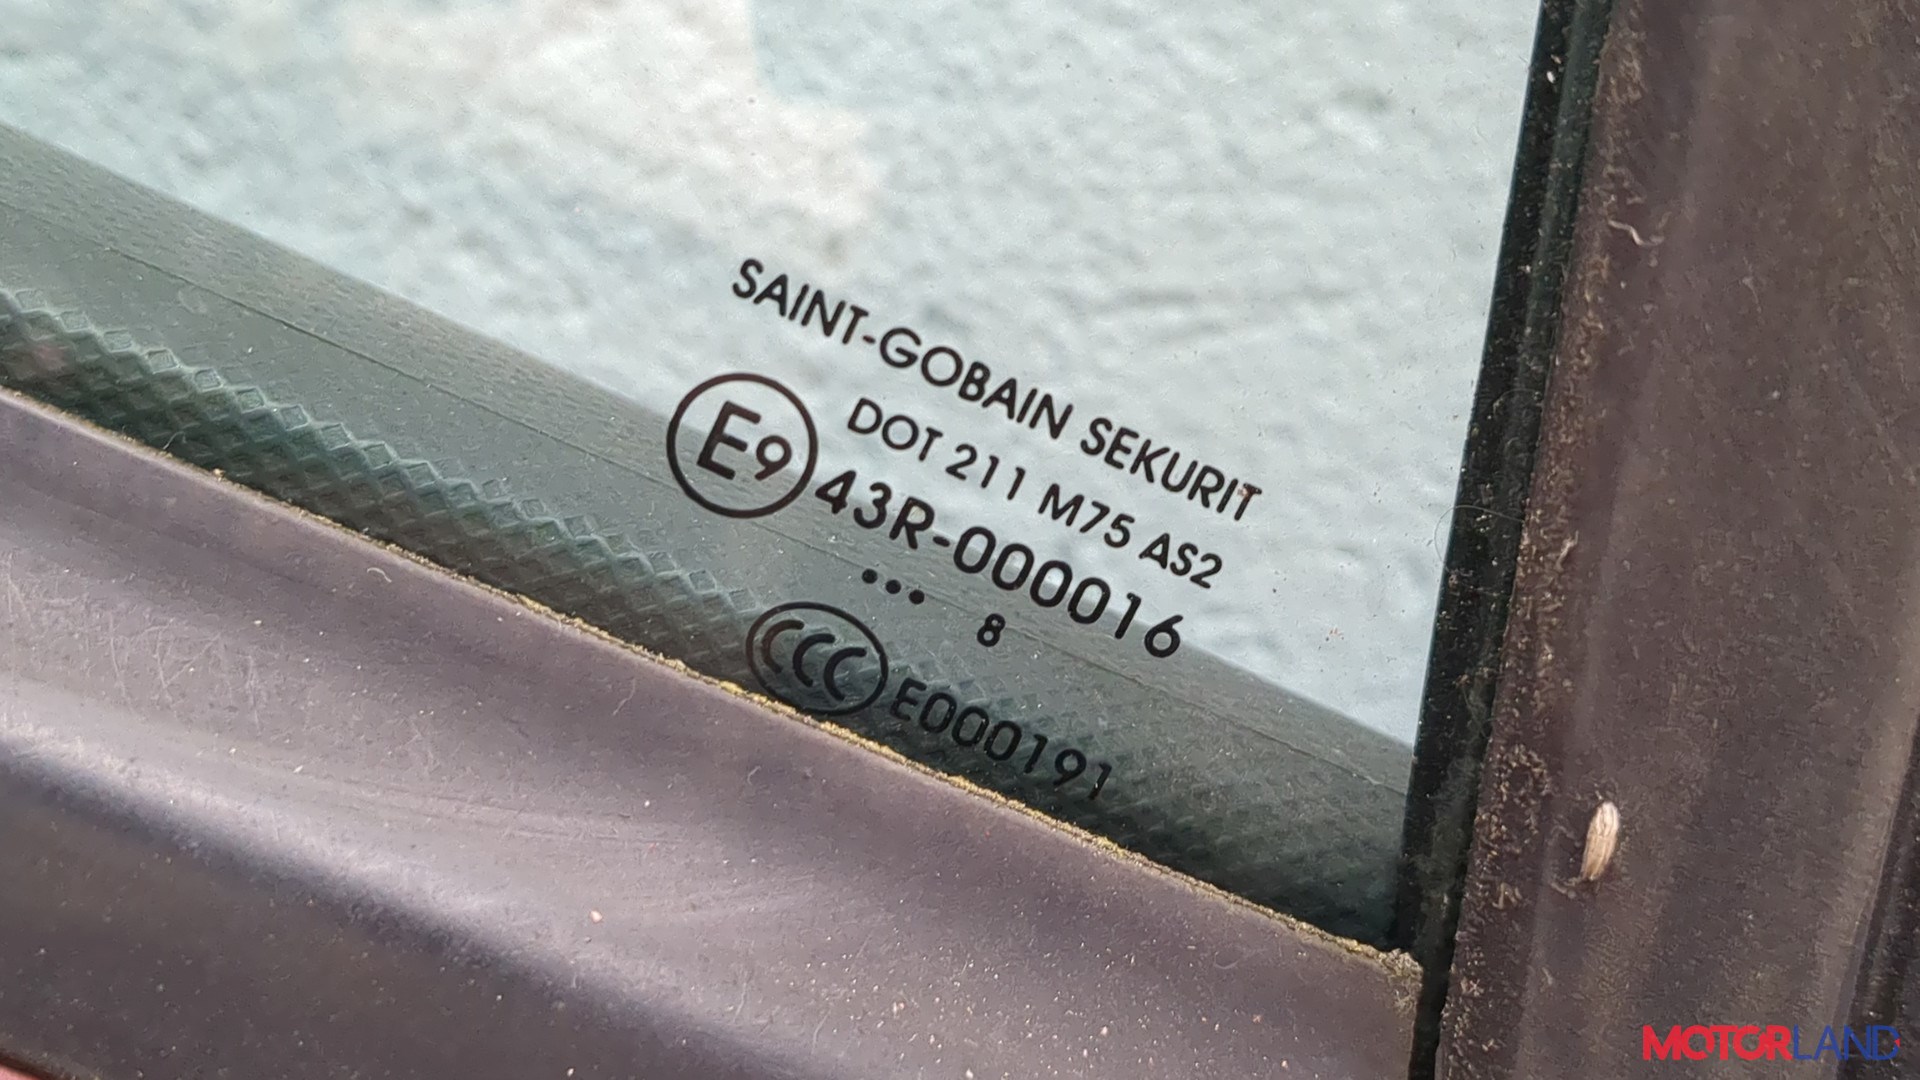 SAINT-GOBAIN SEKURIT
DOT 211 M75 AS2
E9 43R-000016
••• 8
CCC E000191
MOTORLAND